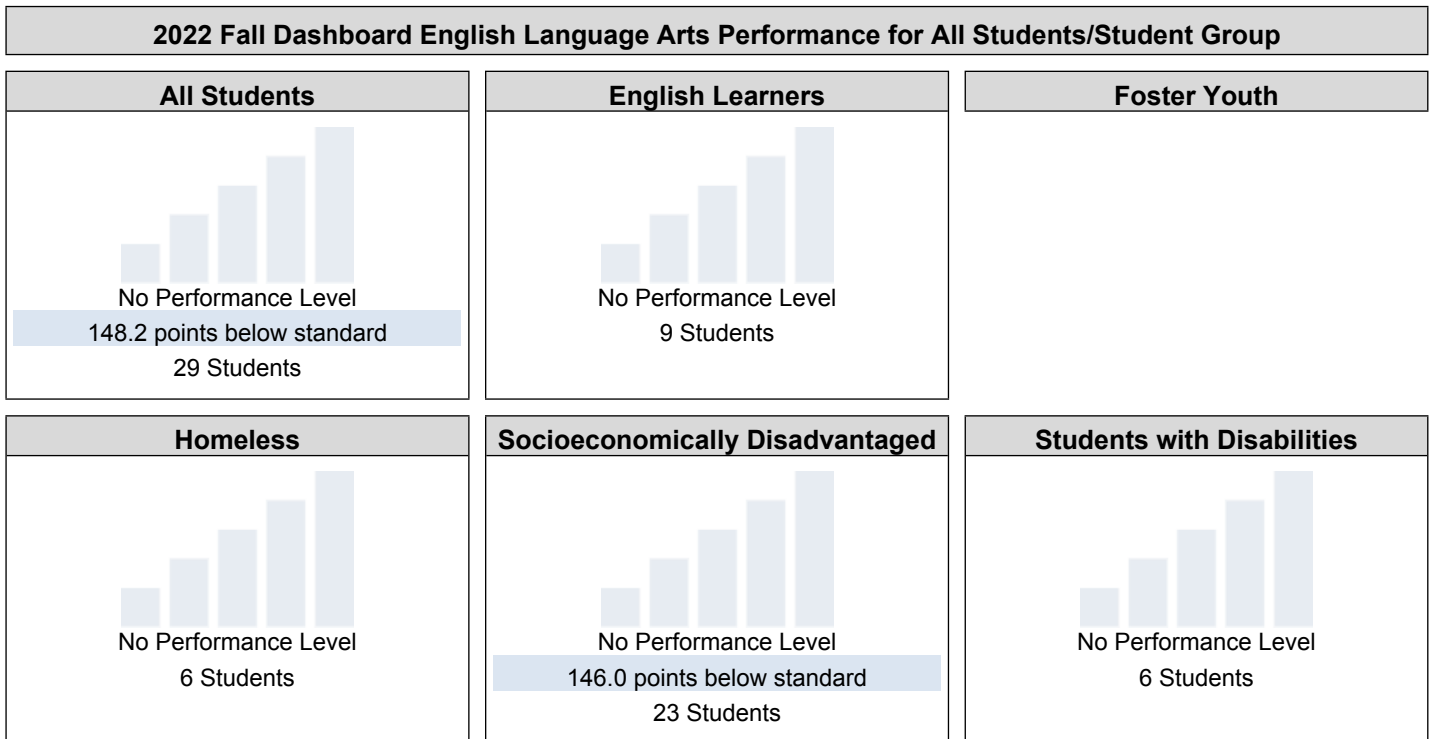 2022 Fall Dashboard English Language Arts Performance for All Students/Student Group
All Students
No Performance Level
148.2 points below standard
29 Students
English Learners
No Performance Level
9 Students
Foster Youth
Homeless
No Performance Level
6 Students
Socioeconomically Disadvantaged
No Performance Level
146.0 points below standard
23 Students
Students with Disabilities
No Performance Level
6 Students